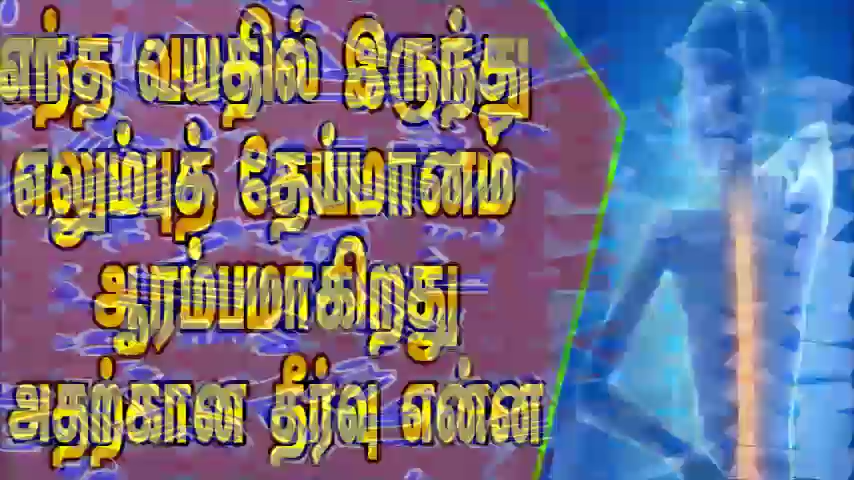 எந்த வயதில் இருந்து
எலும்புத் தேய்மானம்
ஆரம்பமாகிறது
அதற்கான தீர்வு என்ன